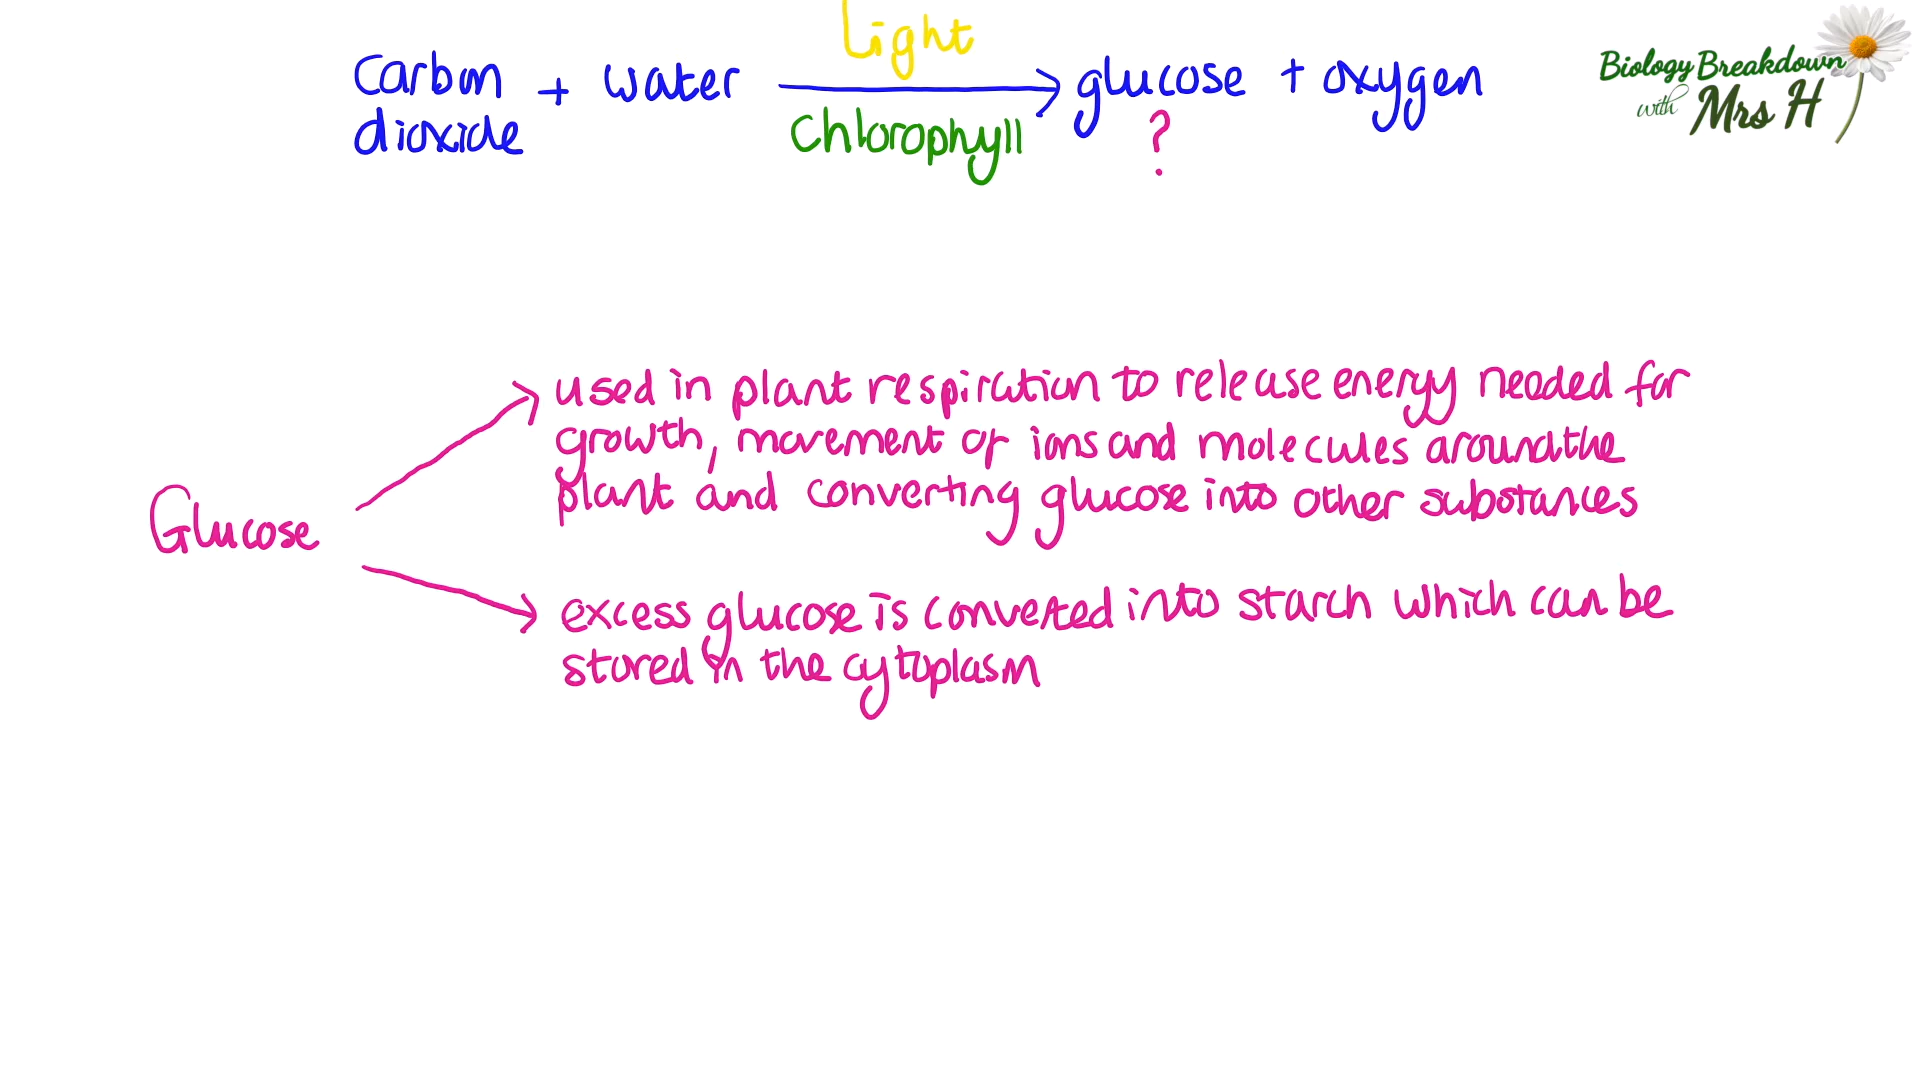 Light
Carbon + water → glucose + oxygen
dioxide
Chlorophyll
?
Biology Breakdown
with Mrs H
used in plant respiration to release energy needed for
growth, movement of ions and molecules around the
plant and converting glucose into other substances
Glucose
excess glucose is converted into starch which can be
stored in the cytoplasm